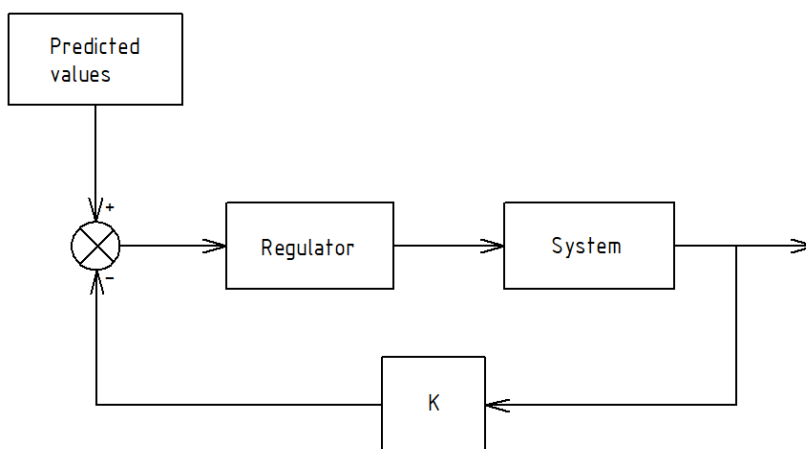 Predicted
values
+
Regulator
System
-
K